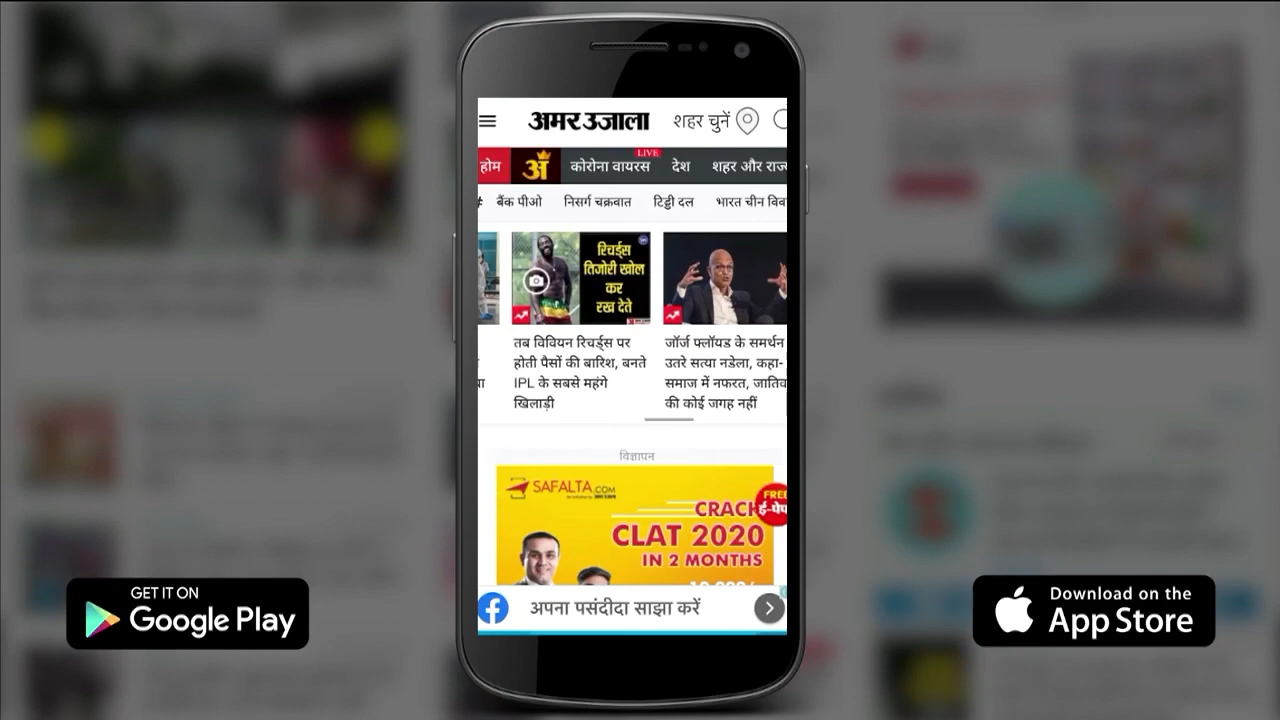 अमर उजाला
शहर चुनें
होम
अं
कोरोना वायरस
LIVE
देश
शहर और
# बैंक पीओ
निसर्ग चक्रवात
टिड्डी दल
भारत चीन
रिचर्ड्स
तिजोरी खोल
कर
रख देते
तब विवियन रिचर्ड्स पर
होती पैसों की बारिश, बनते
IPL के सबसे महंगे
खिलाड़ी
जॉर्ज फ्लॉयड के समर्थन
उतरे सत्या नडेला, कहा-
समाज में नफरत,
की कोई जगह नहीं
विज्ञापन
SAFALTA.COM
FREE
CRACK
CLAT 2020
IN 2 MONTHS
अपना पसंदीदा साझा करें
GET IT ON
Google Play
Download on the
App Store